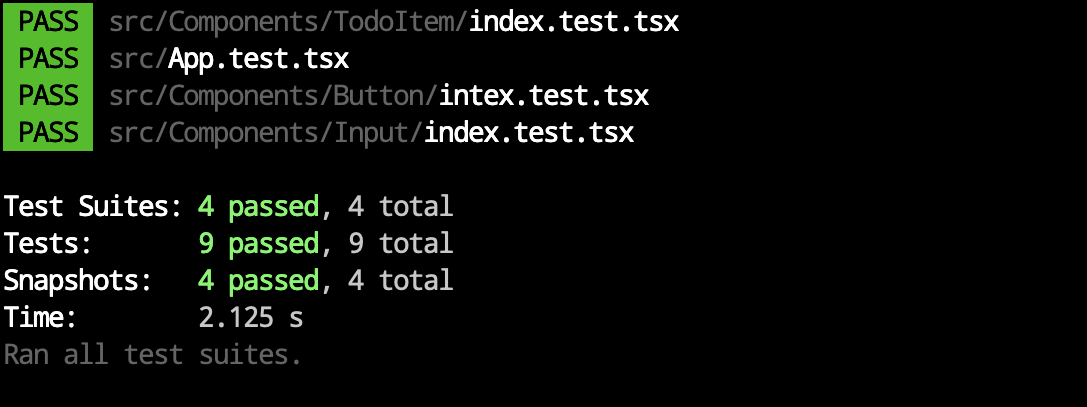 PASS src/Components/TodoItem/index.test.tsx
PASS src/App.test.tsx
PASS src/Components/Button/intex.test.tsx
PASS src/Components/Input/index.test.tsx
Test Suites: 4 passed, 4 total
Tests: 9 passed, 9 total
Snapshots: 4 passed, 4 total
Time: 2.125 s
Ran all test suites.